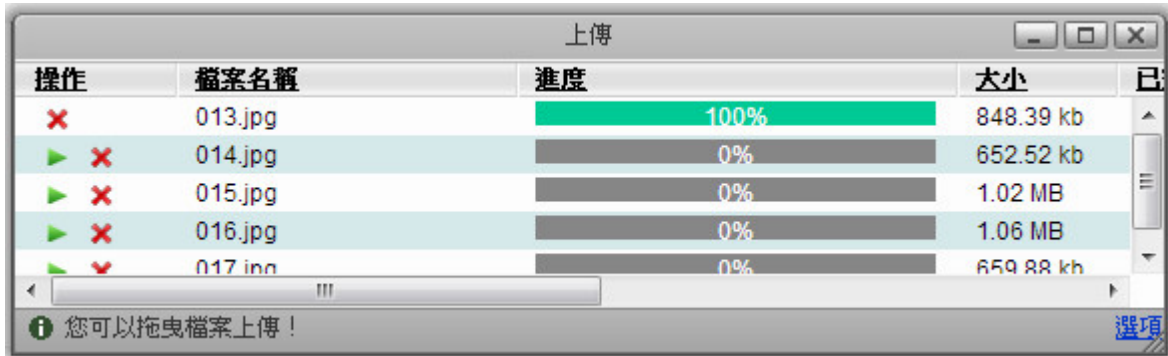 上傳
操作 檔案名稱 進度 大小
013.jpg 100% 848.39 kb
014.jpg 0% 652.52 kb
015.jpg 0% 1.02 MB
016.jpg 0% 1.06 MB
017.jpg 0% 659.88 kb
您可以拖曳檔案上傳！ 選項